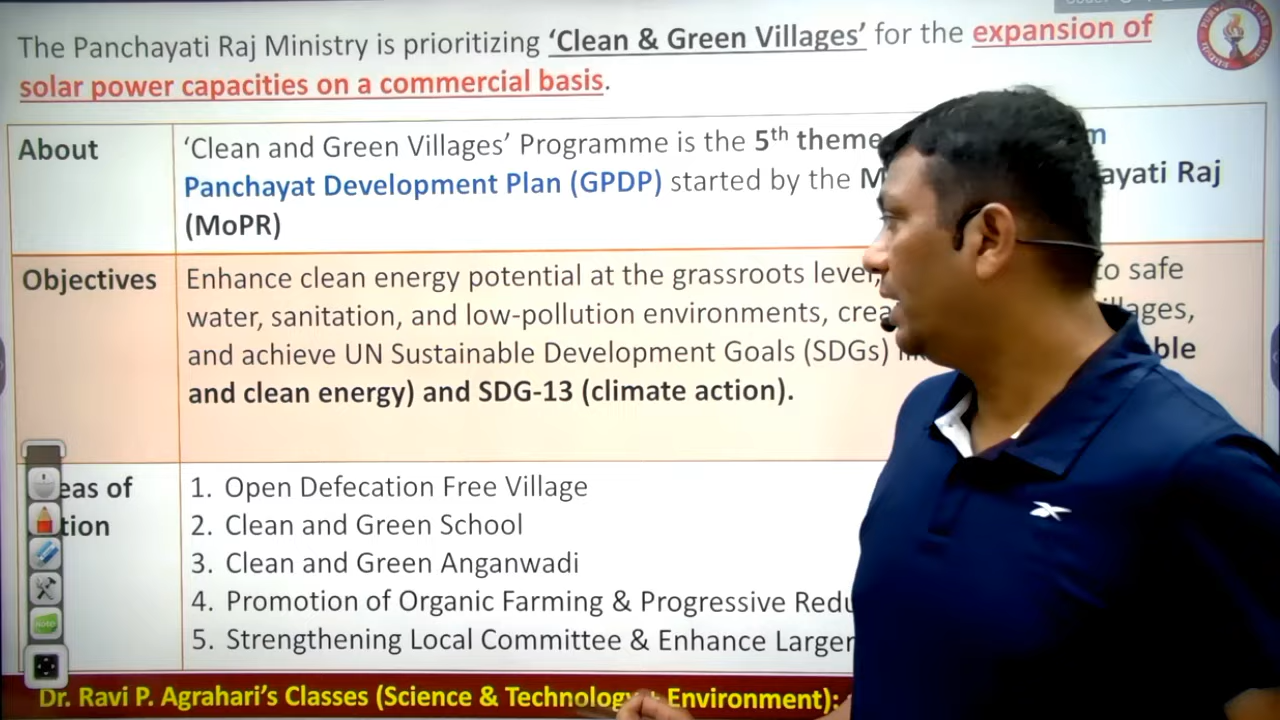 The Panchayati Raj Ministry is prioritizing ‘Clean & Green Villages’ for the expansion of
solar power capacities on a commercial basis.
About
‘Clean and Green Villages’ Programme is the 5th theme
Panchayat Development Plan (GPDP) started by the ayati Raj
(MoPR)
Objectives
Enhance clean energy potential at the grassroots level, to safe
water, sanitation, and low-pollution environments, ages,
and achieve UN Sustainable Development Goals (SDGs) ble
and clean energy) and SDG-13 (climate action).
eas of
tion
1. Open Defecation Free Village
2. Clean and Green School
3. Clean and Green Anganwadi
4. Promotion of Organic Farming & Progressive
5. Strengthening Local Committee & Enhance Larger
Dr. Ravi P. Agrahari’s Classes (Science & Technology + Environment):